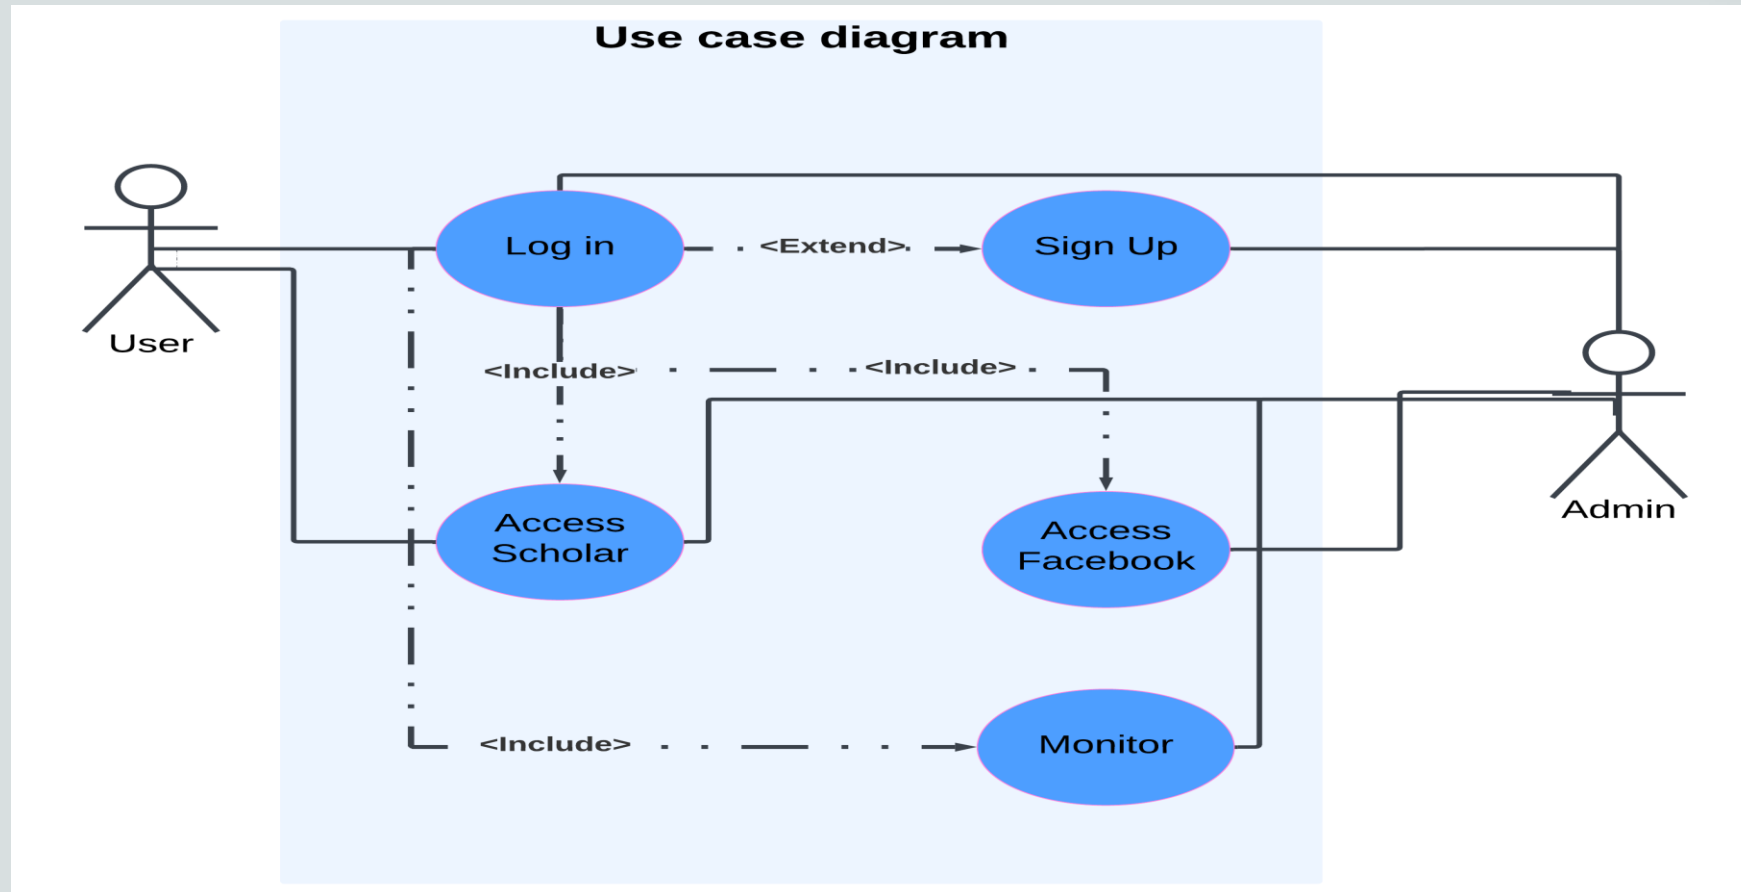 Use case diagram
Log in
<Extend>
Sign Up
User
<Include>
<Include>
Admin
Access
Scholar
Access
Facebook
<Include>
Monitor